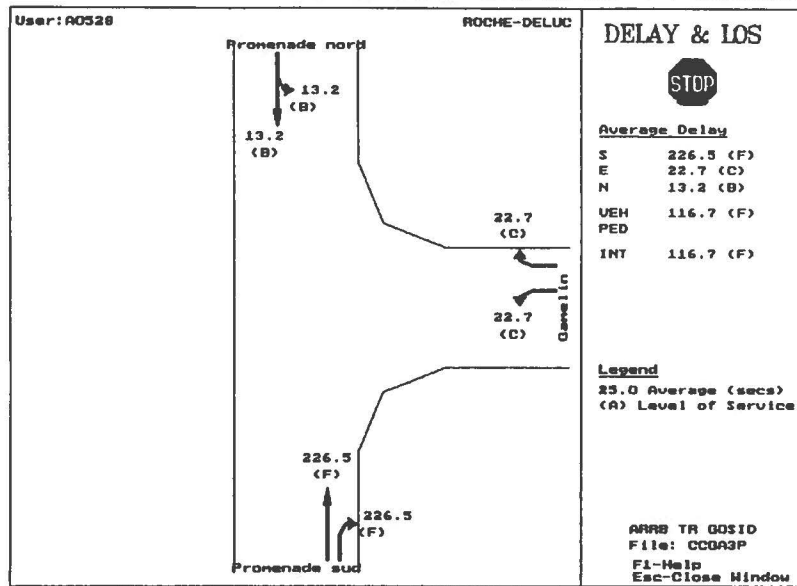 User:A0528
ROCHE-DELUC
Promenade nord
13.2
(B)
13.2
(B)
22.7
(C)
22.7
(C)
Gamelin
226.5
(F)
226.5
(F)
Promenade sud
DELAY & LOS
STOP
Average Delay
S 226.5 (F)
E 22.7 (C)
N 13.2 (B)
VEH 116.7 (F)
PED
INT 116.7 (F)
Legend
25.0 Average (secs)
(A) Level of Service
ARRB TR GOSID
File: CCGA3P
F1-Help
Esc-Close Window